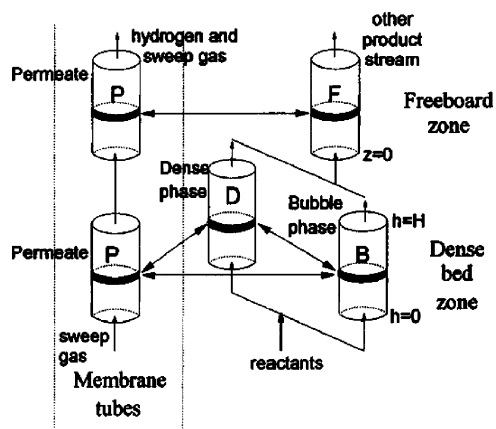 hydrogen and
sweep gas
other
product
stream
Permeate
P
F
Freeboard
zone
z=0
Dense
phase
D
Bubble
phase
h=H
Permeate
P
B
Dense
bed
zone
h=0
sweep
gas
reactants
Membrane
tubes